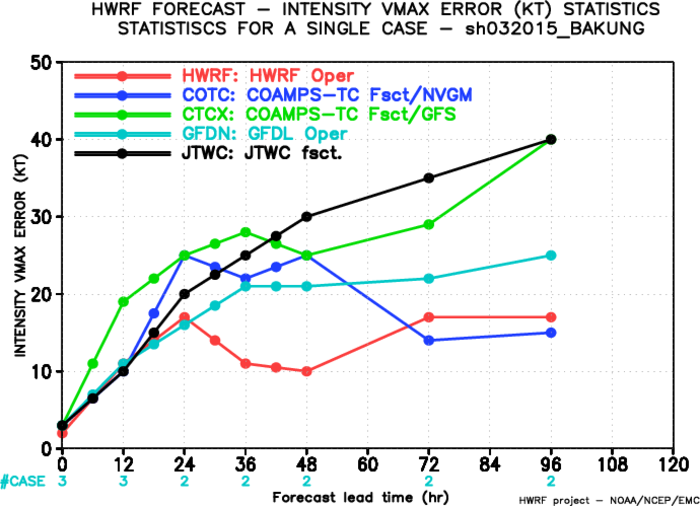 HWRF FORECAST – INTENSITY VMAX ERROR (KT) STATISTICS
STATISTISCS FOR A SINGLE CASE – sh032015_BAKUNG
50
40
30
20
10
0
INTENSITY VMAX ERROR (KT)
HWRF: HWRF Oper
COTC: COAMPS–TC Fsct/NVGM
CTCX: COAMPS–TC Fsct/GFS
GFDN: GFDL Oper
JTWC: JTWC fsct.
0 12 24 36 48 60 72 84 96 108 120
#CASE 3 3 2 2 2 2 2
Forecast lead time (hr)
HWRF project – NOAA/NCEP/EMC